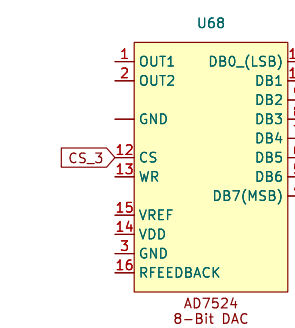 U68
1 OUT1 DB0_(LSB)
2 OUT2 DB1
DB2
GND DB3
DB4
CS_3 12 CS DB5
13 WR DB6
DB7(MSB)
15 VREF
14 VDD
3 GND
16 RFEEDBACK
AD7524
8-Bit DAC